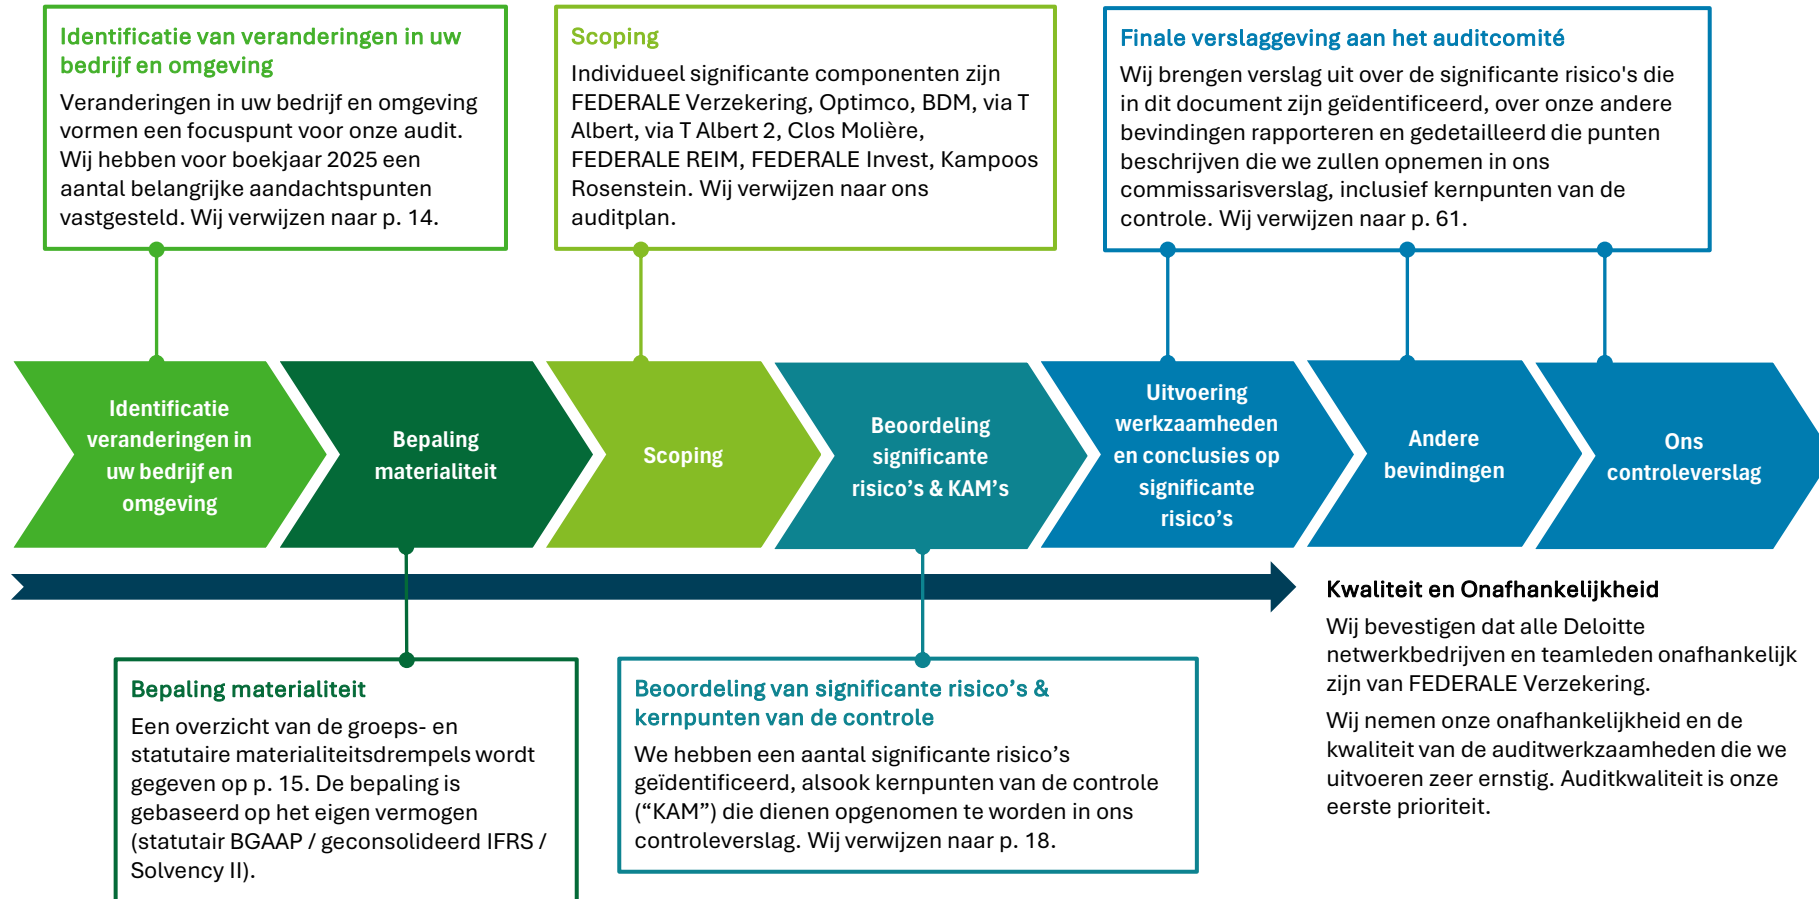 Identificatie van veranderingen in uw
bedrijf en omgeving
Veranderingen in uw bedrijf en omgeving
vormen een focuspunt voor onze audit.
Wij hebben voor boekjaar 2025 een
aantal belangrijke aandachtspunten
vastgesteld. Wij verwijzen naar p. 14.
Scoping
Individueel significante componenten zijn
FEDERALE Verzekering, Optimco, BDM, via T
Albert, via T Albert 2, Clos Molière,
FEDERALE REIM, FEDERALE Invest, Kampoos
Rosenstein. Wij verwijzen naar ons
auditplan.
Finale verslaggeving aan het auditcomité
Wij brengen verslag uit over de significante risico's die
in dit document zijn geïdentificeerd, over onze andere
bevindingen rapporteren en gedetailleerd die punten
beschrijven die we zullen opnemen in ons
commissarisverslag, inclusief kernpunten van de
controle. Wij verwijzen naar p. 61.
Identificatie
veranderingen in
uw bedrijf en
omgeving
Bepaling
materialiteit
Scoping
Beoordeling
significante
risico’s & KAM’s
Uitvoering
werkzaamheden
en conclusies op
significante
risico’s
Andere
bevindingen
Ons
controleverslag
Bepaling materialiteit
Een overzicht van de groeps- en
statutaire materialiteitsdrempels wordt
gegeven op p. 15. De bepaling is
gebaseerd op het eigen vermogen
(statutair BGAAP / geconsolideerd IFRS /
Solvency II).
Beoordeling van significante risico’s &
kernpunten van de controle
We hebben een aantal significante risico’s
geïdentificeerd, alsook kernpunten van de controle
(“KAM”) die dienen opgenomen te worden in ons
controleverslag. Wij verwijzen naar p. 18.
Kwaliteit en Onafhankelijkheid
Wij bevestigen dat alle Deloitte
netwerkbedrijven en teamleden onafhankelijk
zijn van FEDERALE Verzekering.
Wij nemen onze onafhankelijkheid en de
kwaliteit van de auditwerkzaamheden die we
uitvoeren zeer ernstig. Auditkwaliteit is onze
eerste prioriteit.